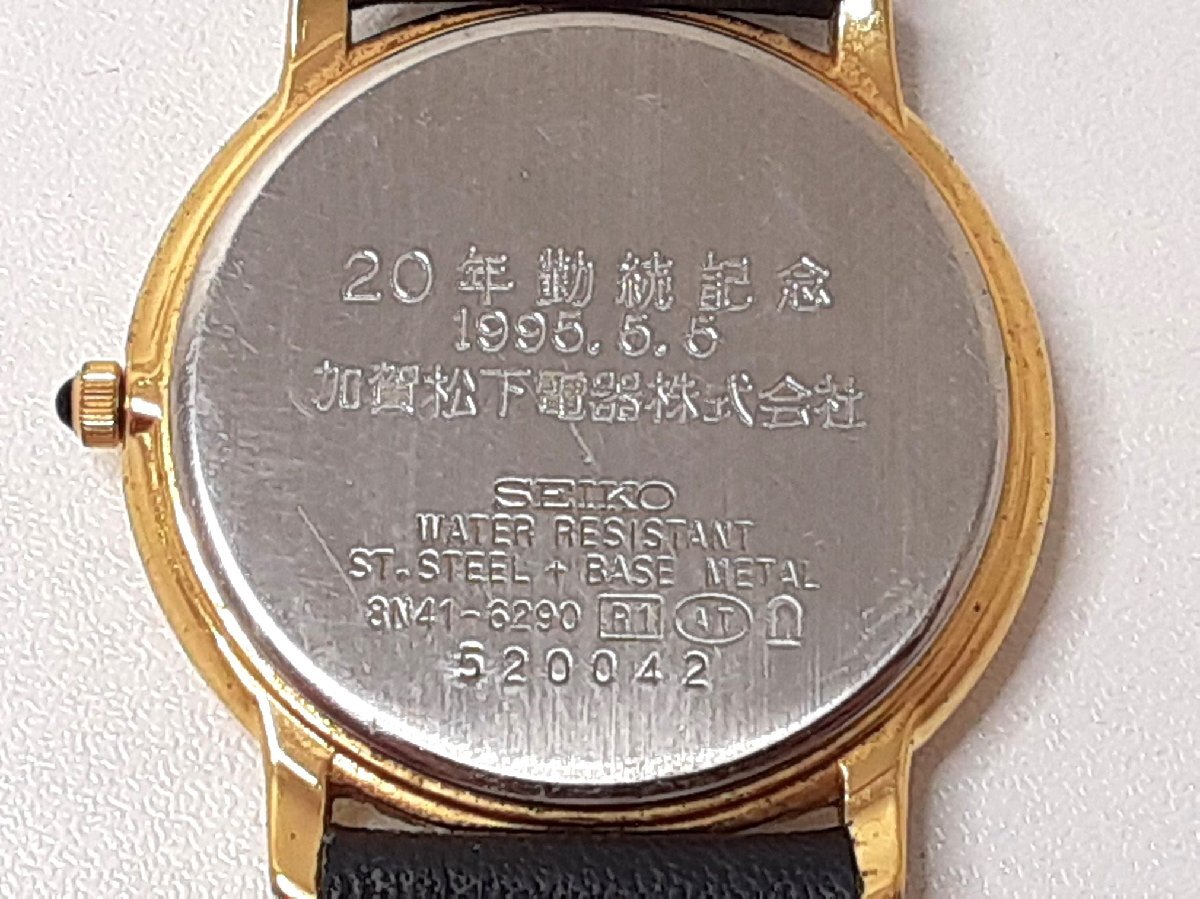 20年勤続記念
1995.5.5
加賀松下電器株式会社
SEIKO
WATER RESISTANT
ST.STEEL + BASE METAL
8N41-6290 R1 AT Ω
520042